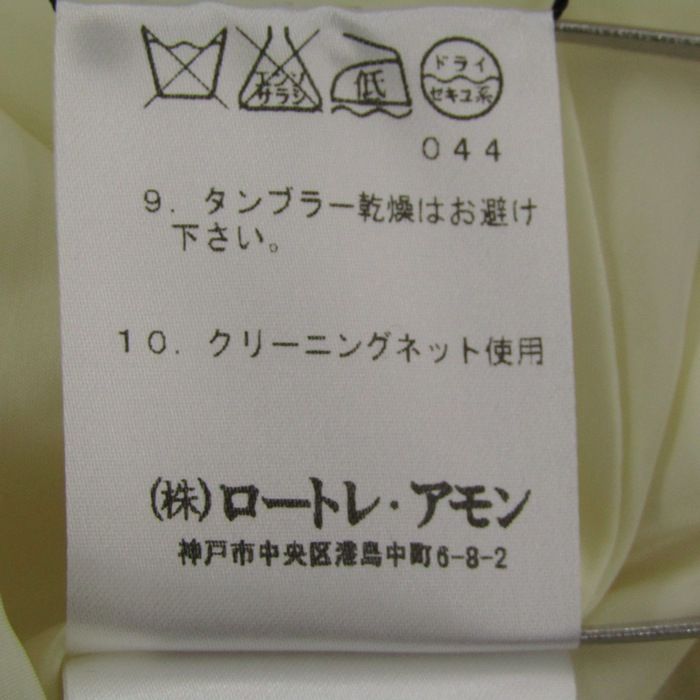 エンソ 低 ドライ
サラシ セキユ系
044
9. タンブラー乾燥はお避け
下さい。
10. クリーニングネット使用
(株)ロートレ・アモン
神戸市中央区港島中町6-8-2